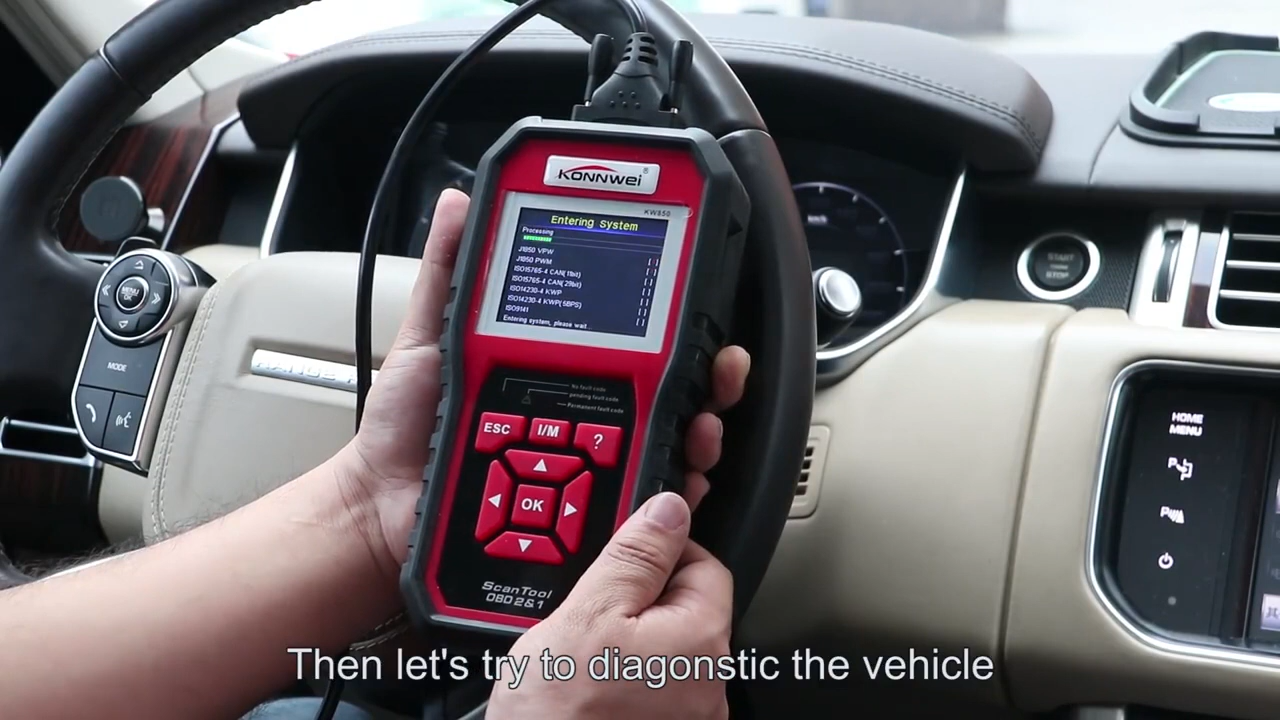 KONNWEI®
KW850
Entering System
Processing
J1850 VPW
J1850 PWM
ISO15765-4 CAN(11bit)
ISO15765-4 CAN(29bit)
ISO14230-4 KWP
ISO14230-4 KWP(5BPS)
ISO9141
Entering system, please wait...
No fault code
pending fault code
Permanent fault code
ESC
I/M
?
OK
ScanTool
OBD 2&1
MENU
OK
MODE
RANGE
km/h
START
STOP
HOME
MENU
Then let's try to diagonstic the vehicle